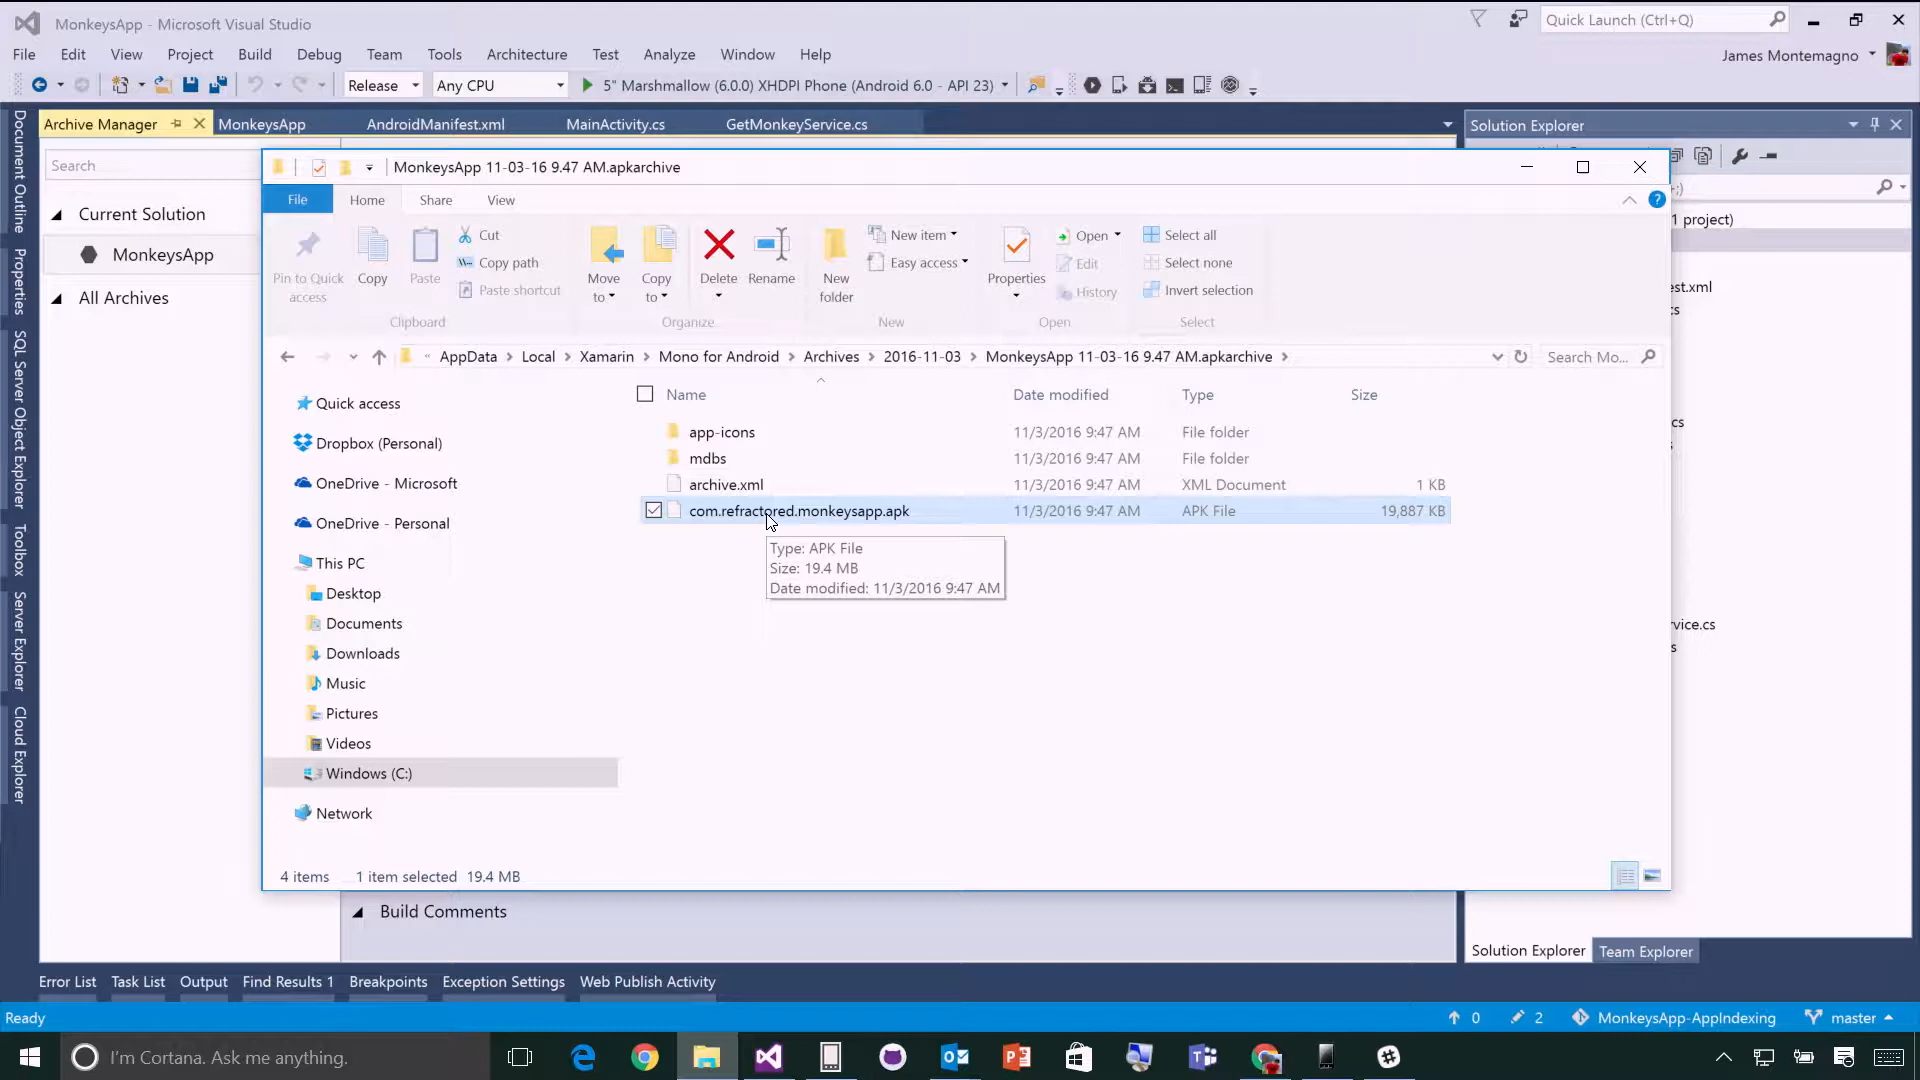 MonkeysApp - Microsoft Visual Studio
Quick Launch (Ctrl+Q)
File Edit View Project Build Debug Team Tools Architecture Test Analyze Window Help
James Montemagno
Release Any CPU 5" Marshmallow (6.0.0) XHDPI Phone (Android 6.0 - API 23)
Archive Manager MonkeysApp AndroidManifest.xml MainActivity.cs GetMonkeyService.cs
Solution Explorer
Document Outline
Properties
SQL Server Object Explorer
Toolbox
Server Explorer
Cloud Explorer
Search
Current Solution
MonkeysApp
All Archives
MonkeysApp 11-03-16 9.47 AM.apkarchive
File Home Share View
Pin to Quick access
Copy
Paste
Cut
Copy path
Paste shortcut
Clipboard
Move to
Copy to
Delete
Rename
Organize
New folder
New item
Easy access
New
Properties
Open
Edit
History
Open
Select all
Select none
Invert selection
Select
« AppData > Local > Xamarin > Mono for Android > Archives > 2016-11-03 > MonkeysApp 11-03-16 9.47 AM.apkarchive >
Search Mo...
Quick access
Dropbox (Personal)
OneDrive - Microsoft
OneDrive - Personal
This PC
Desktop
Documents
Downloads
Music
Pictures
Videos
Windows (C:)
Network
Name Date modified Type Size
app-icons 11/3/2016 9:47 AM File folder
mdbs 11/3/2016 9:47 AM File folder
archive.xml 11/3/2016 9:47 AM XML Document 1 KB
com.refractored.monkeysapp.apk 11/3/2016 9:47 AM APK File 19,887 KB
Type: APK File
Size: 19.4 MB
Date modified: 11/3/2016 9:47 AM
4 items 1 item selected 19.4 MB
;)
1 project)
st.xml
cs
cs
vice.cs
s
Build Comments
Solution Explorer Team Explorer
Error List Task List Output Find Results 1 Breakpoints Exception Settings Web Publish Activity
Ready
0 2 MonkeysApp-AppIndexing master
I'm Cortana. Ask me anything.